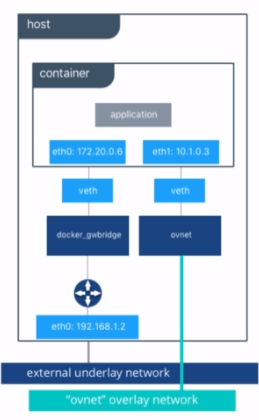 host
container
application
eth0: 172.20.0.6
eth1: 10.1.0.3
veth
veth
docker_gwbridge
ovnet
eth0: 192.168.1.2
external underlay network
"ovnet" overlay network